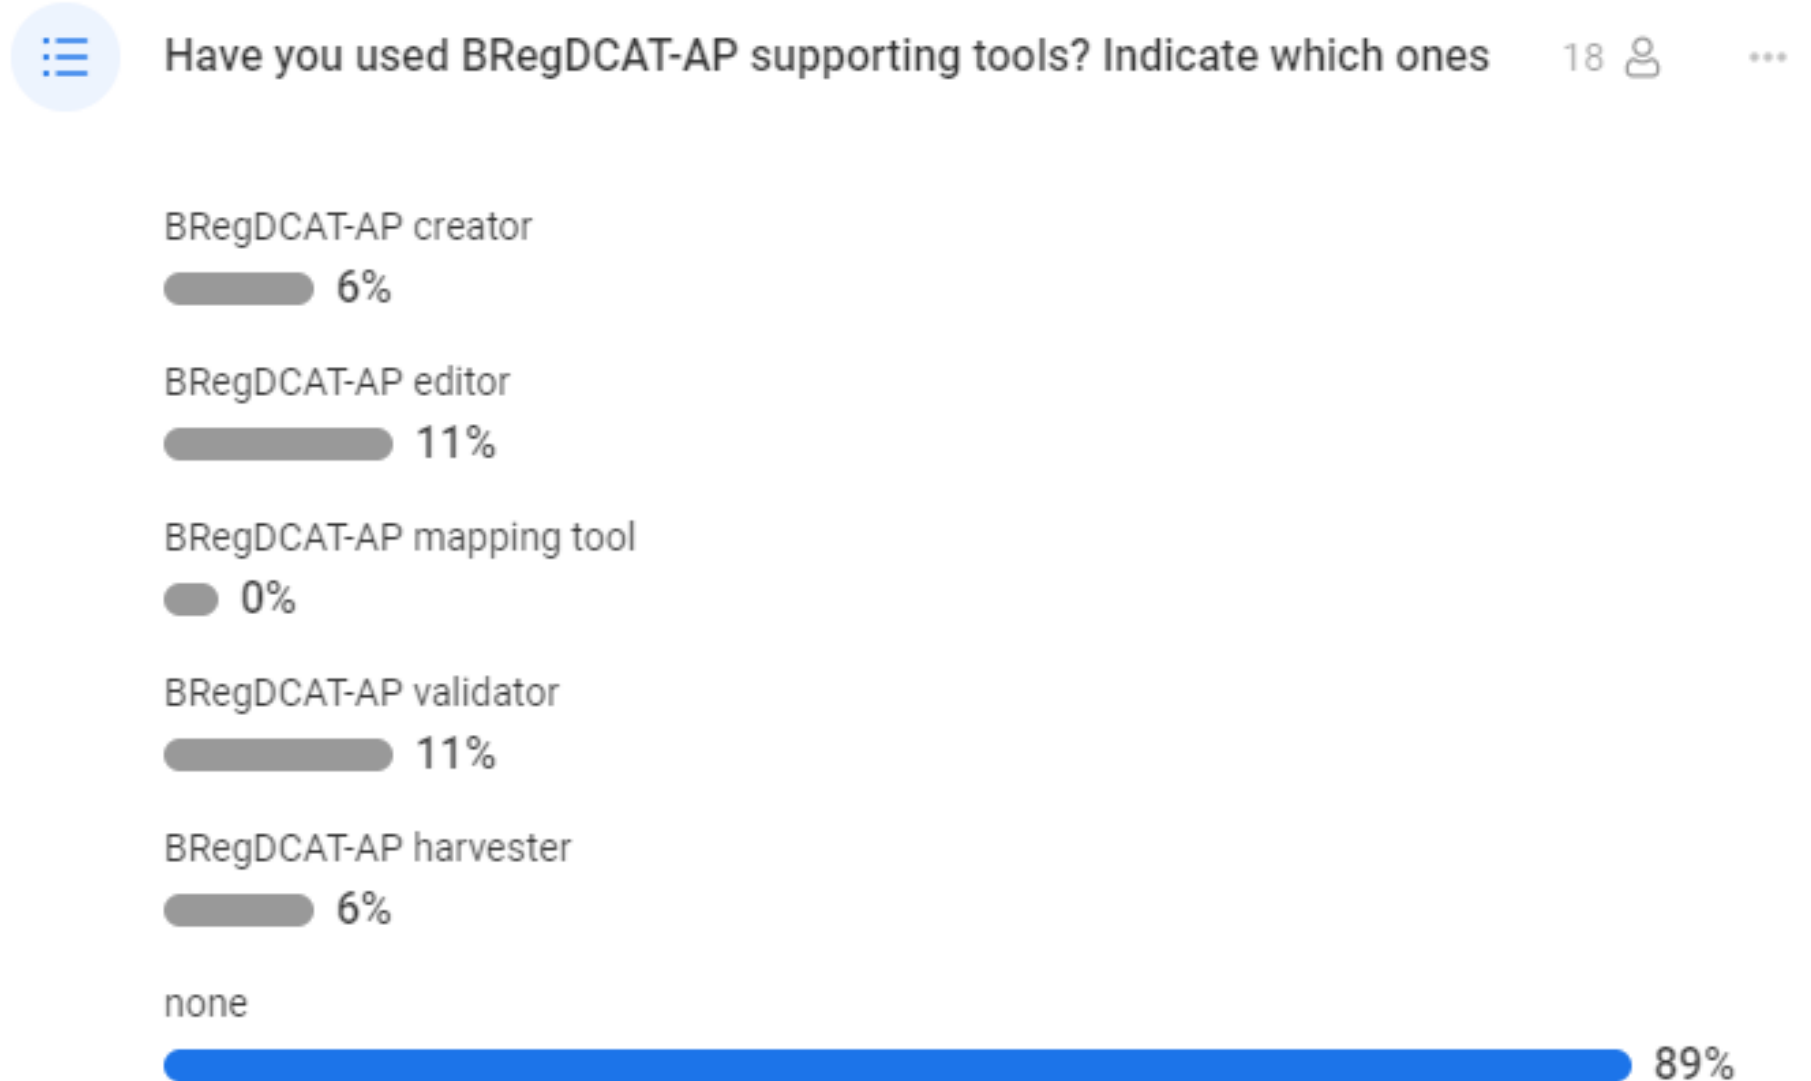 Have you used BRegDCAT-AP supporting tools? Indicate which ones 18
BRegDCAT-AP creator
6%
BRegDCAT-AP editor
11%
BRegDCAT-AP mapping tool
0%
BRegDCAT-AP validator
11%
BRegDCAT-AP harvester
6%
none
89%